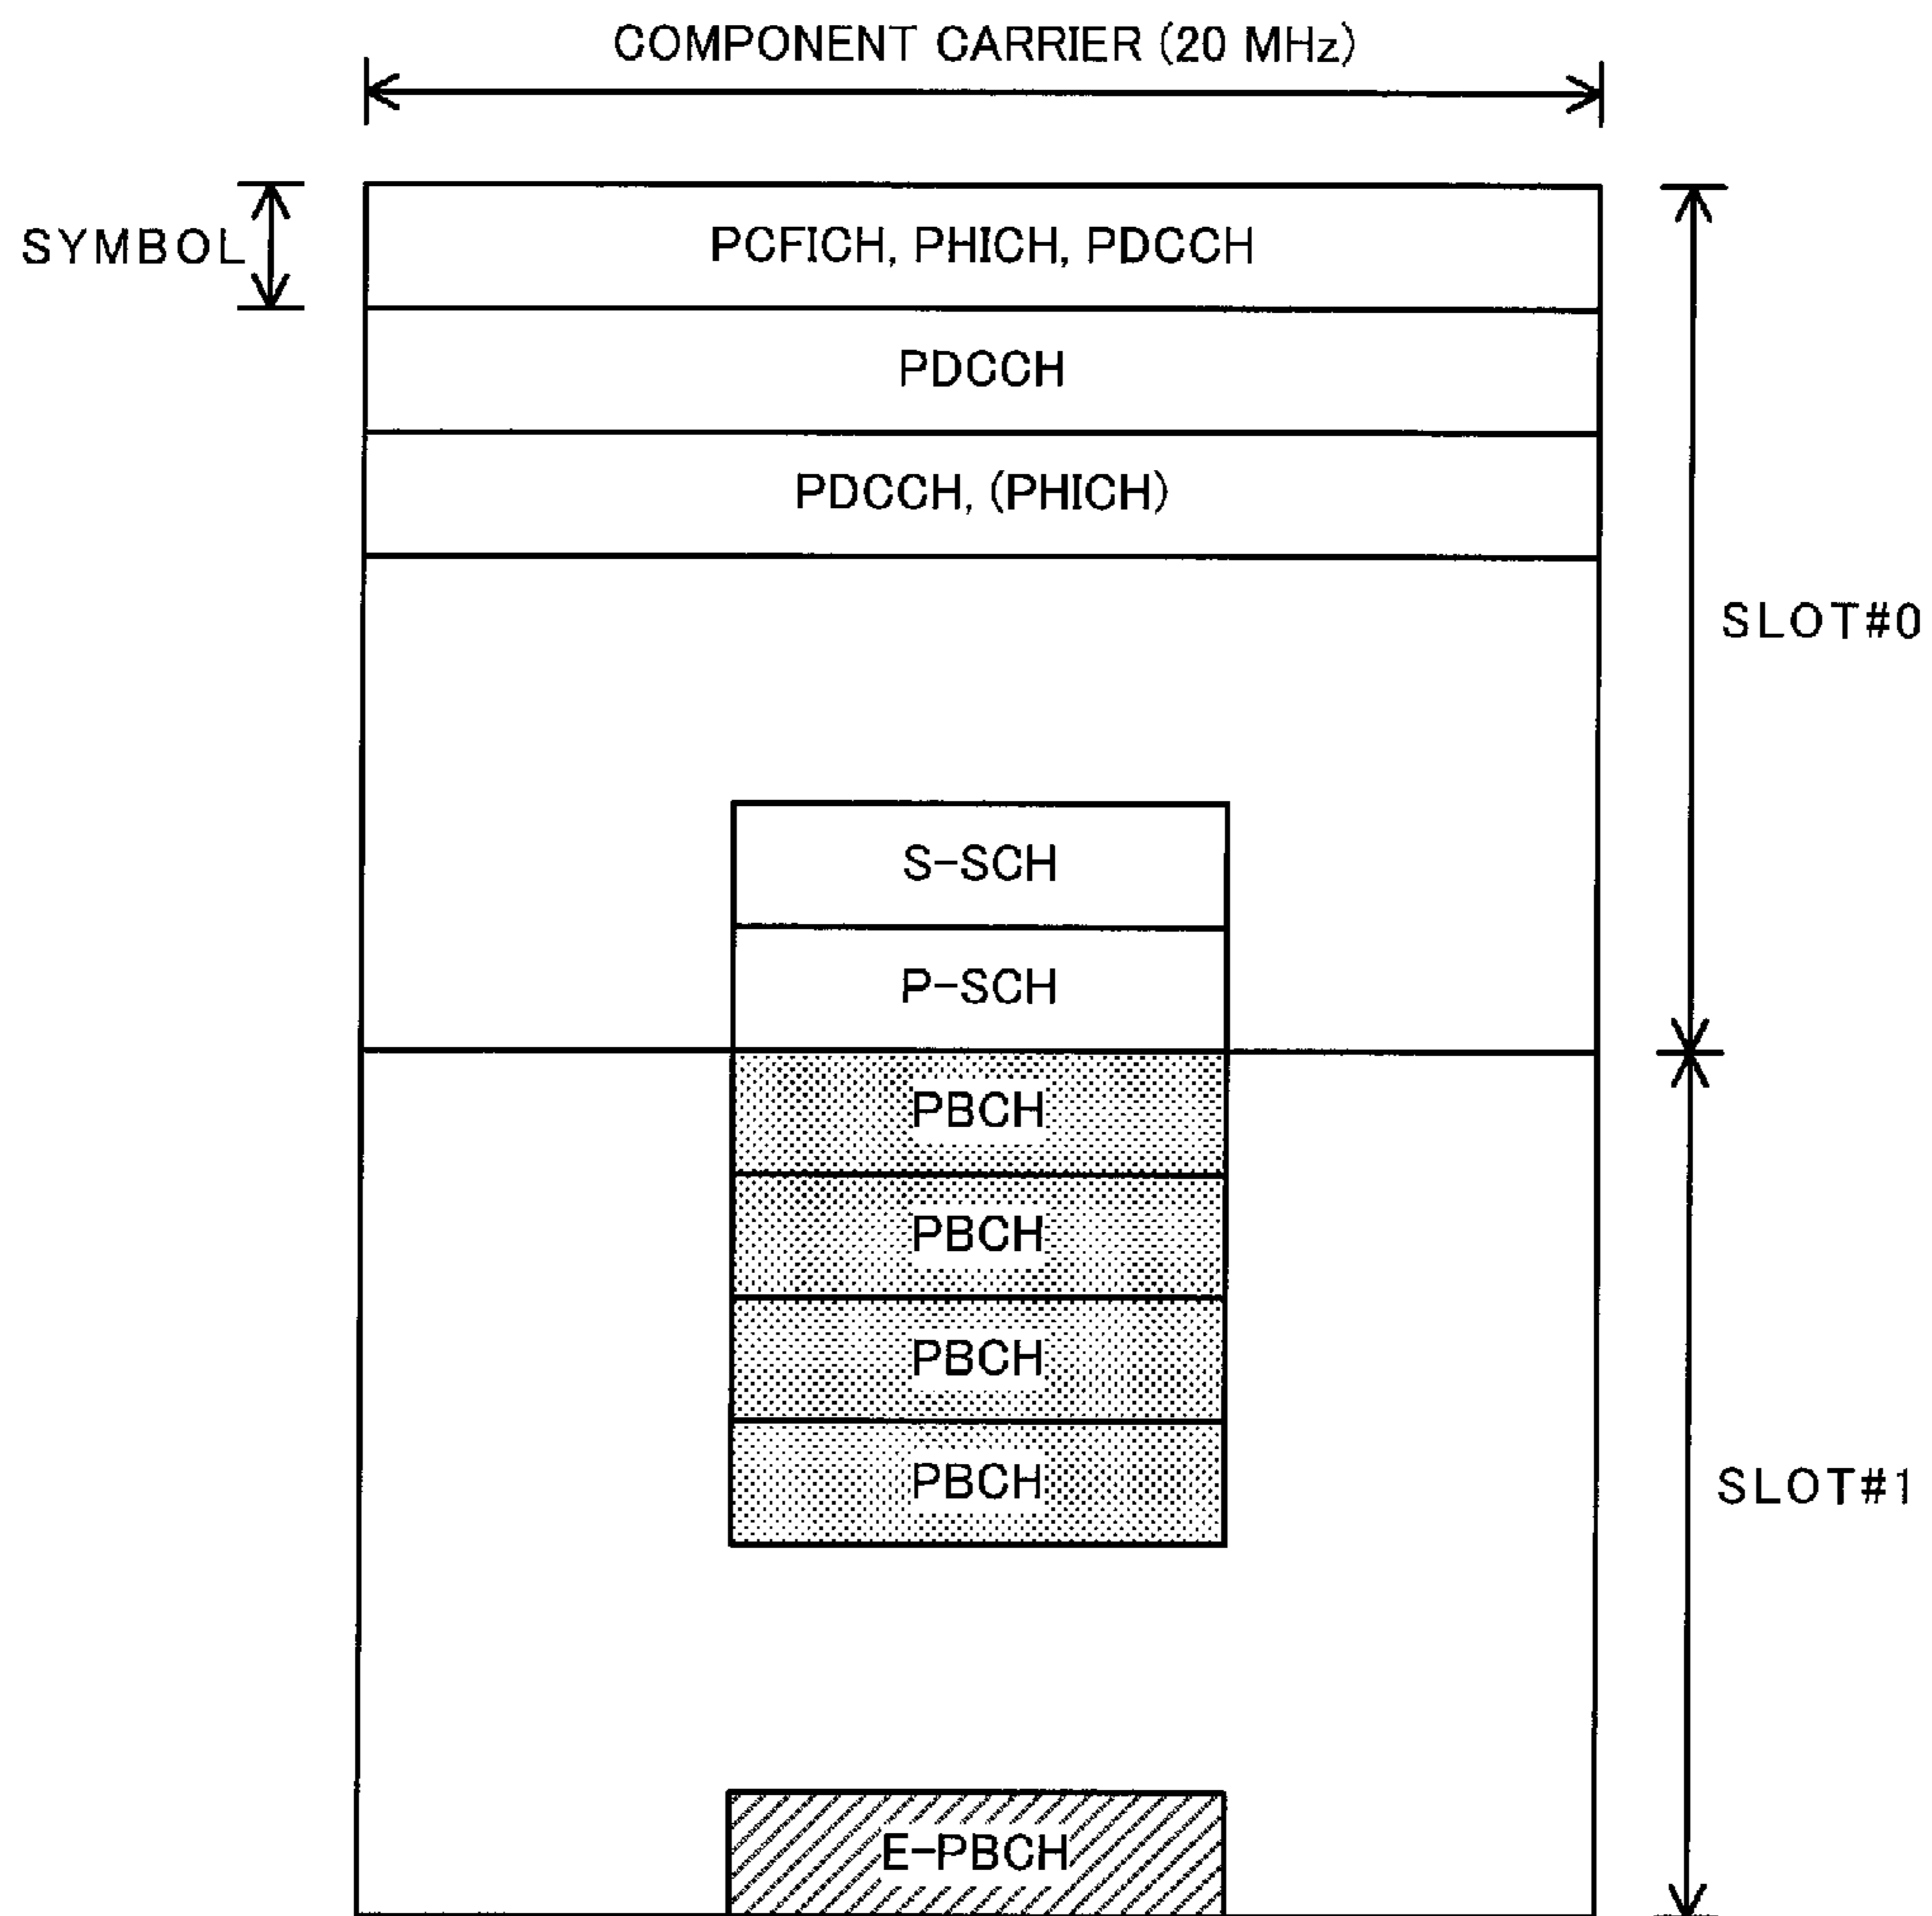 COMPONENT CARRIER (20 MHz)
SYMBOL
PCFICH, PHICH, PDCCH
PDCCH
PDCCH, (PHICH)
SLOT#0
S-SCH
P-SCH
PBCH
PBCH
PBCH
PBCH
SLOT#1
E-PBCH